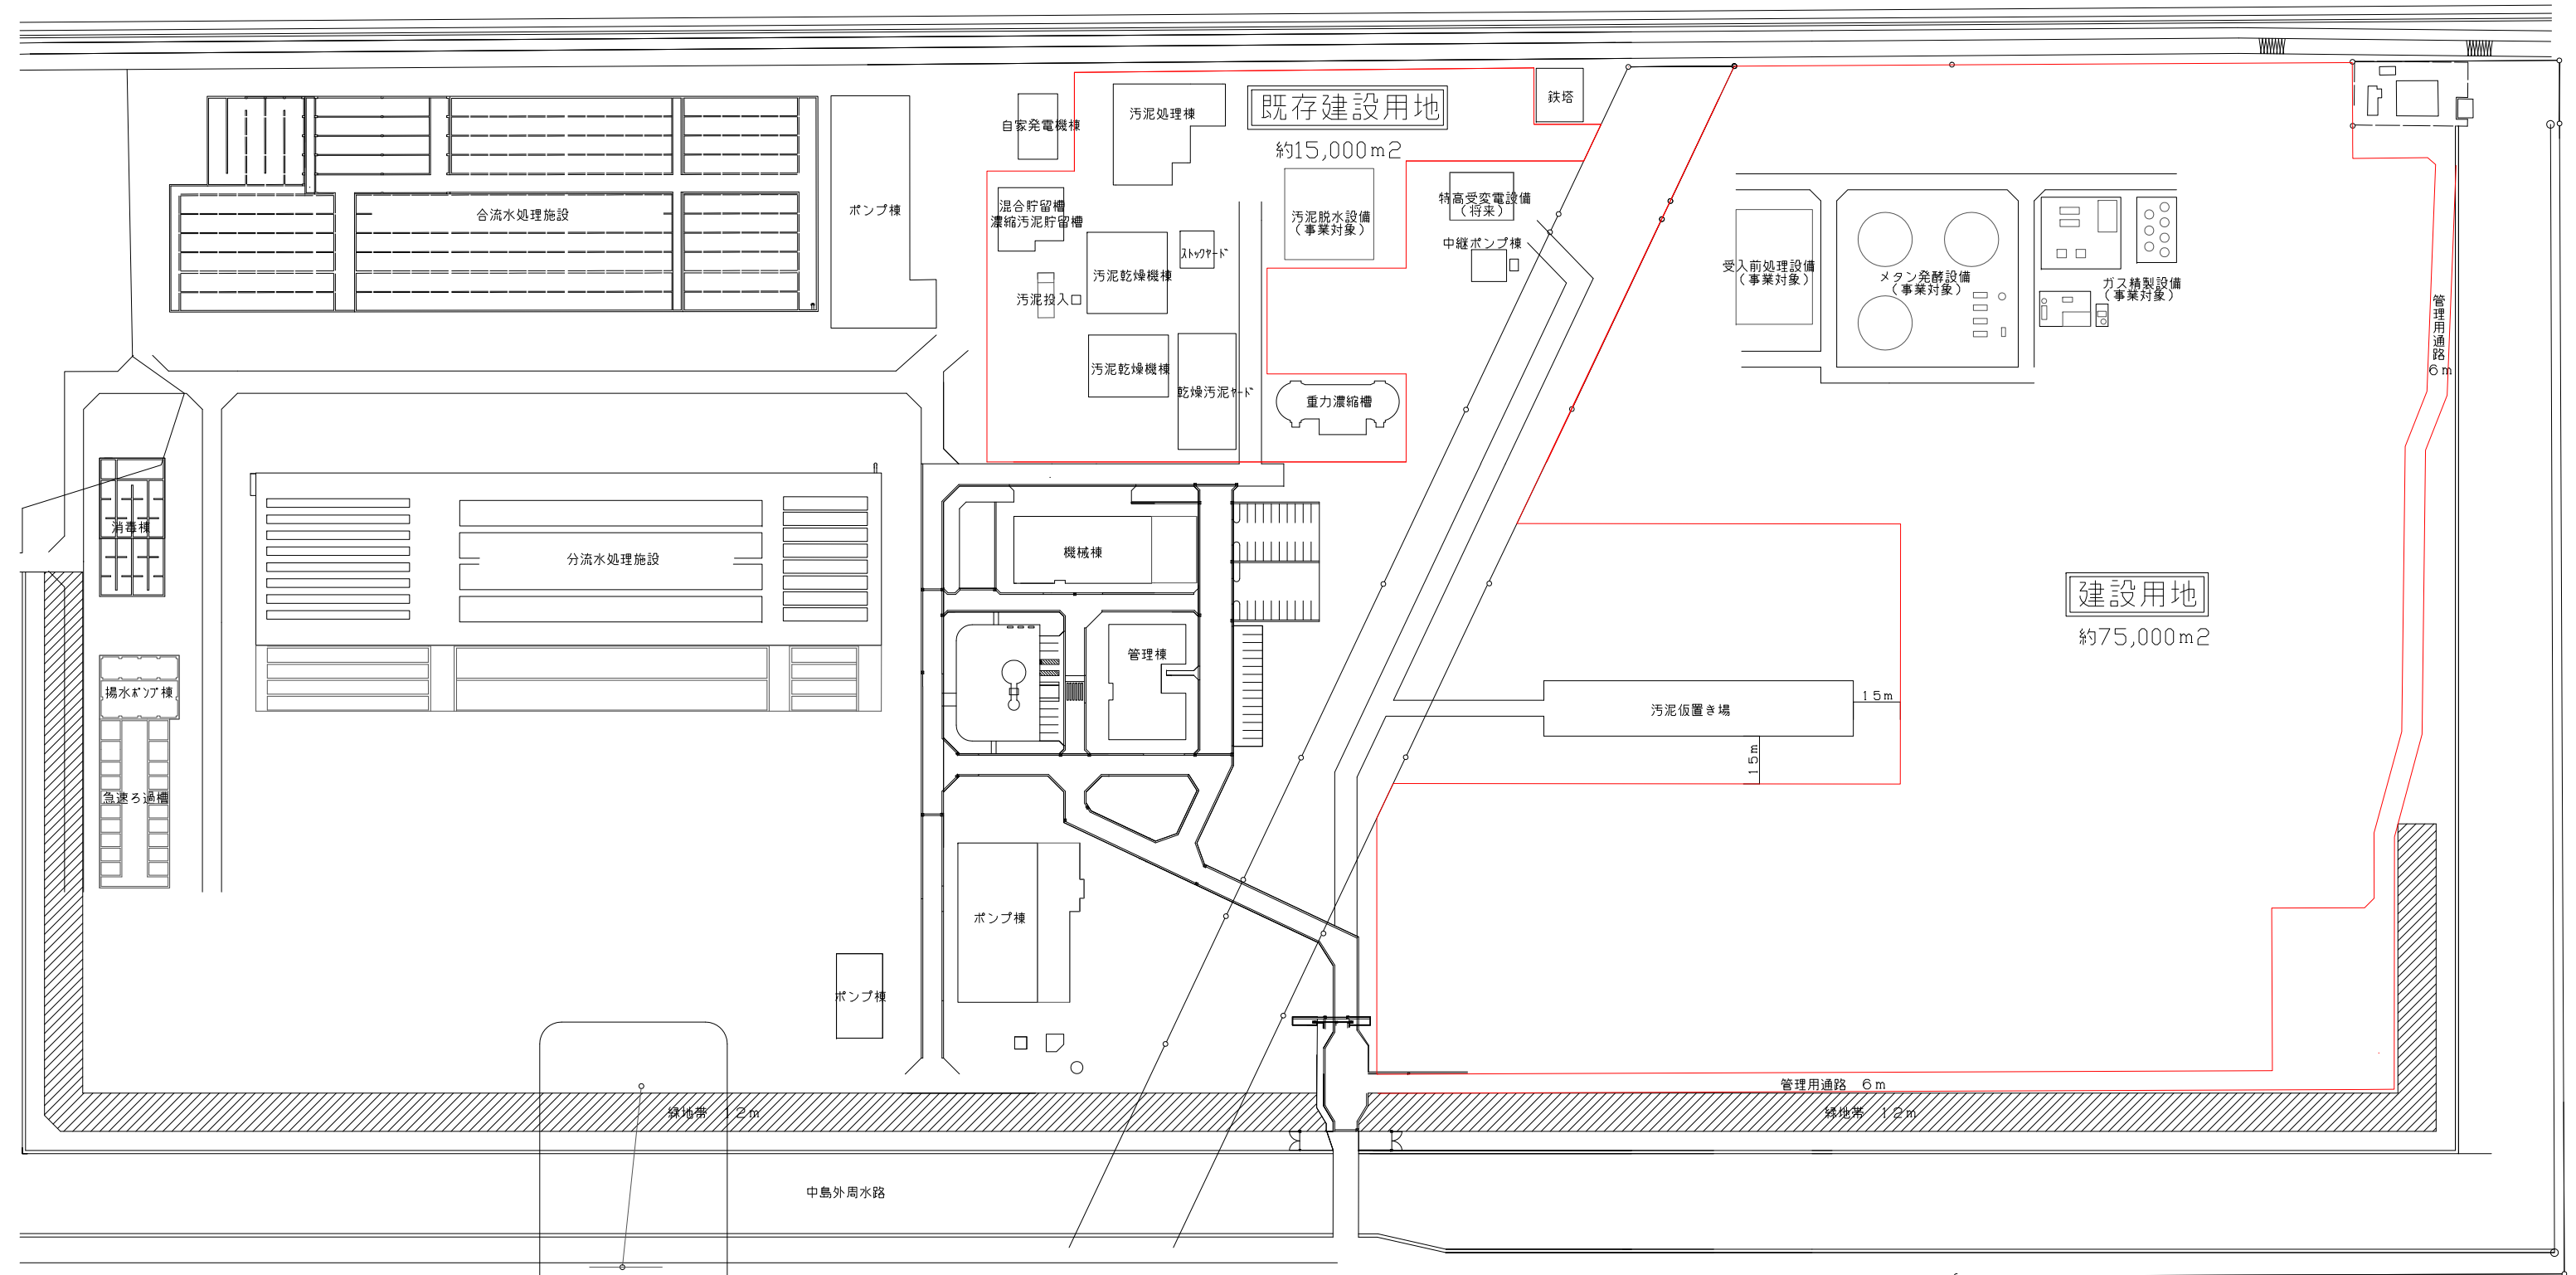 鉄塔
既存建設用地
約15,000m2
自家発電機棟
汚泥処理棟
合流水処理施設
ポンプ棟
混合貯留槽
濃縮汚泥貯留槽
汚泥脱水設備
(事業対象)
特高受変電設備
(将来)
中継ポンプ棟
ストックヤード
汚泥乾燥機棟
汚泥投入口
受入前処理設備
(事業対象)
メタン発酵設備
(事業対象)
ガス精製設備
(事業対象)
管理用通路 6m
汚泥乾燥機棟
乾燥汚泥ヤード
重力濃縮槽
消毒棟
分流水処理施設
機械棟
建設用地
約75,000m2
管理棟
揚水ポンプ棟
汚泥仮置き場
15m
15m
急速ろ過槽
ポンプ棟
ポンプ棟
管理用通路 6m
緑地帯 12m
緑地帯 12m
中島外周水路